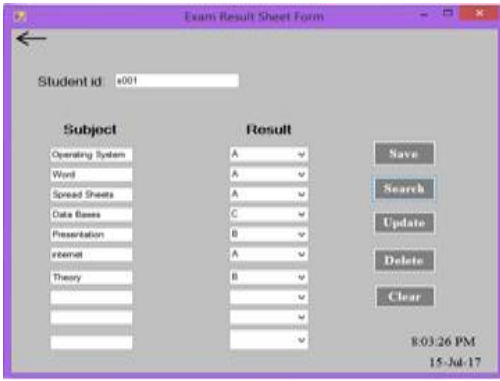 Exam Result Sheet Form
Student id: s001
Subject Result
Operating System A
Save
Word A
Spread Sheets A
Search
Data Bases C
Update
Presentation B
internet A
Delete
Theory B
Clear
8:03:26 PM
15-Jul-17